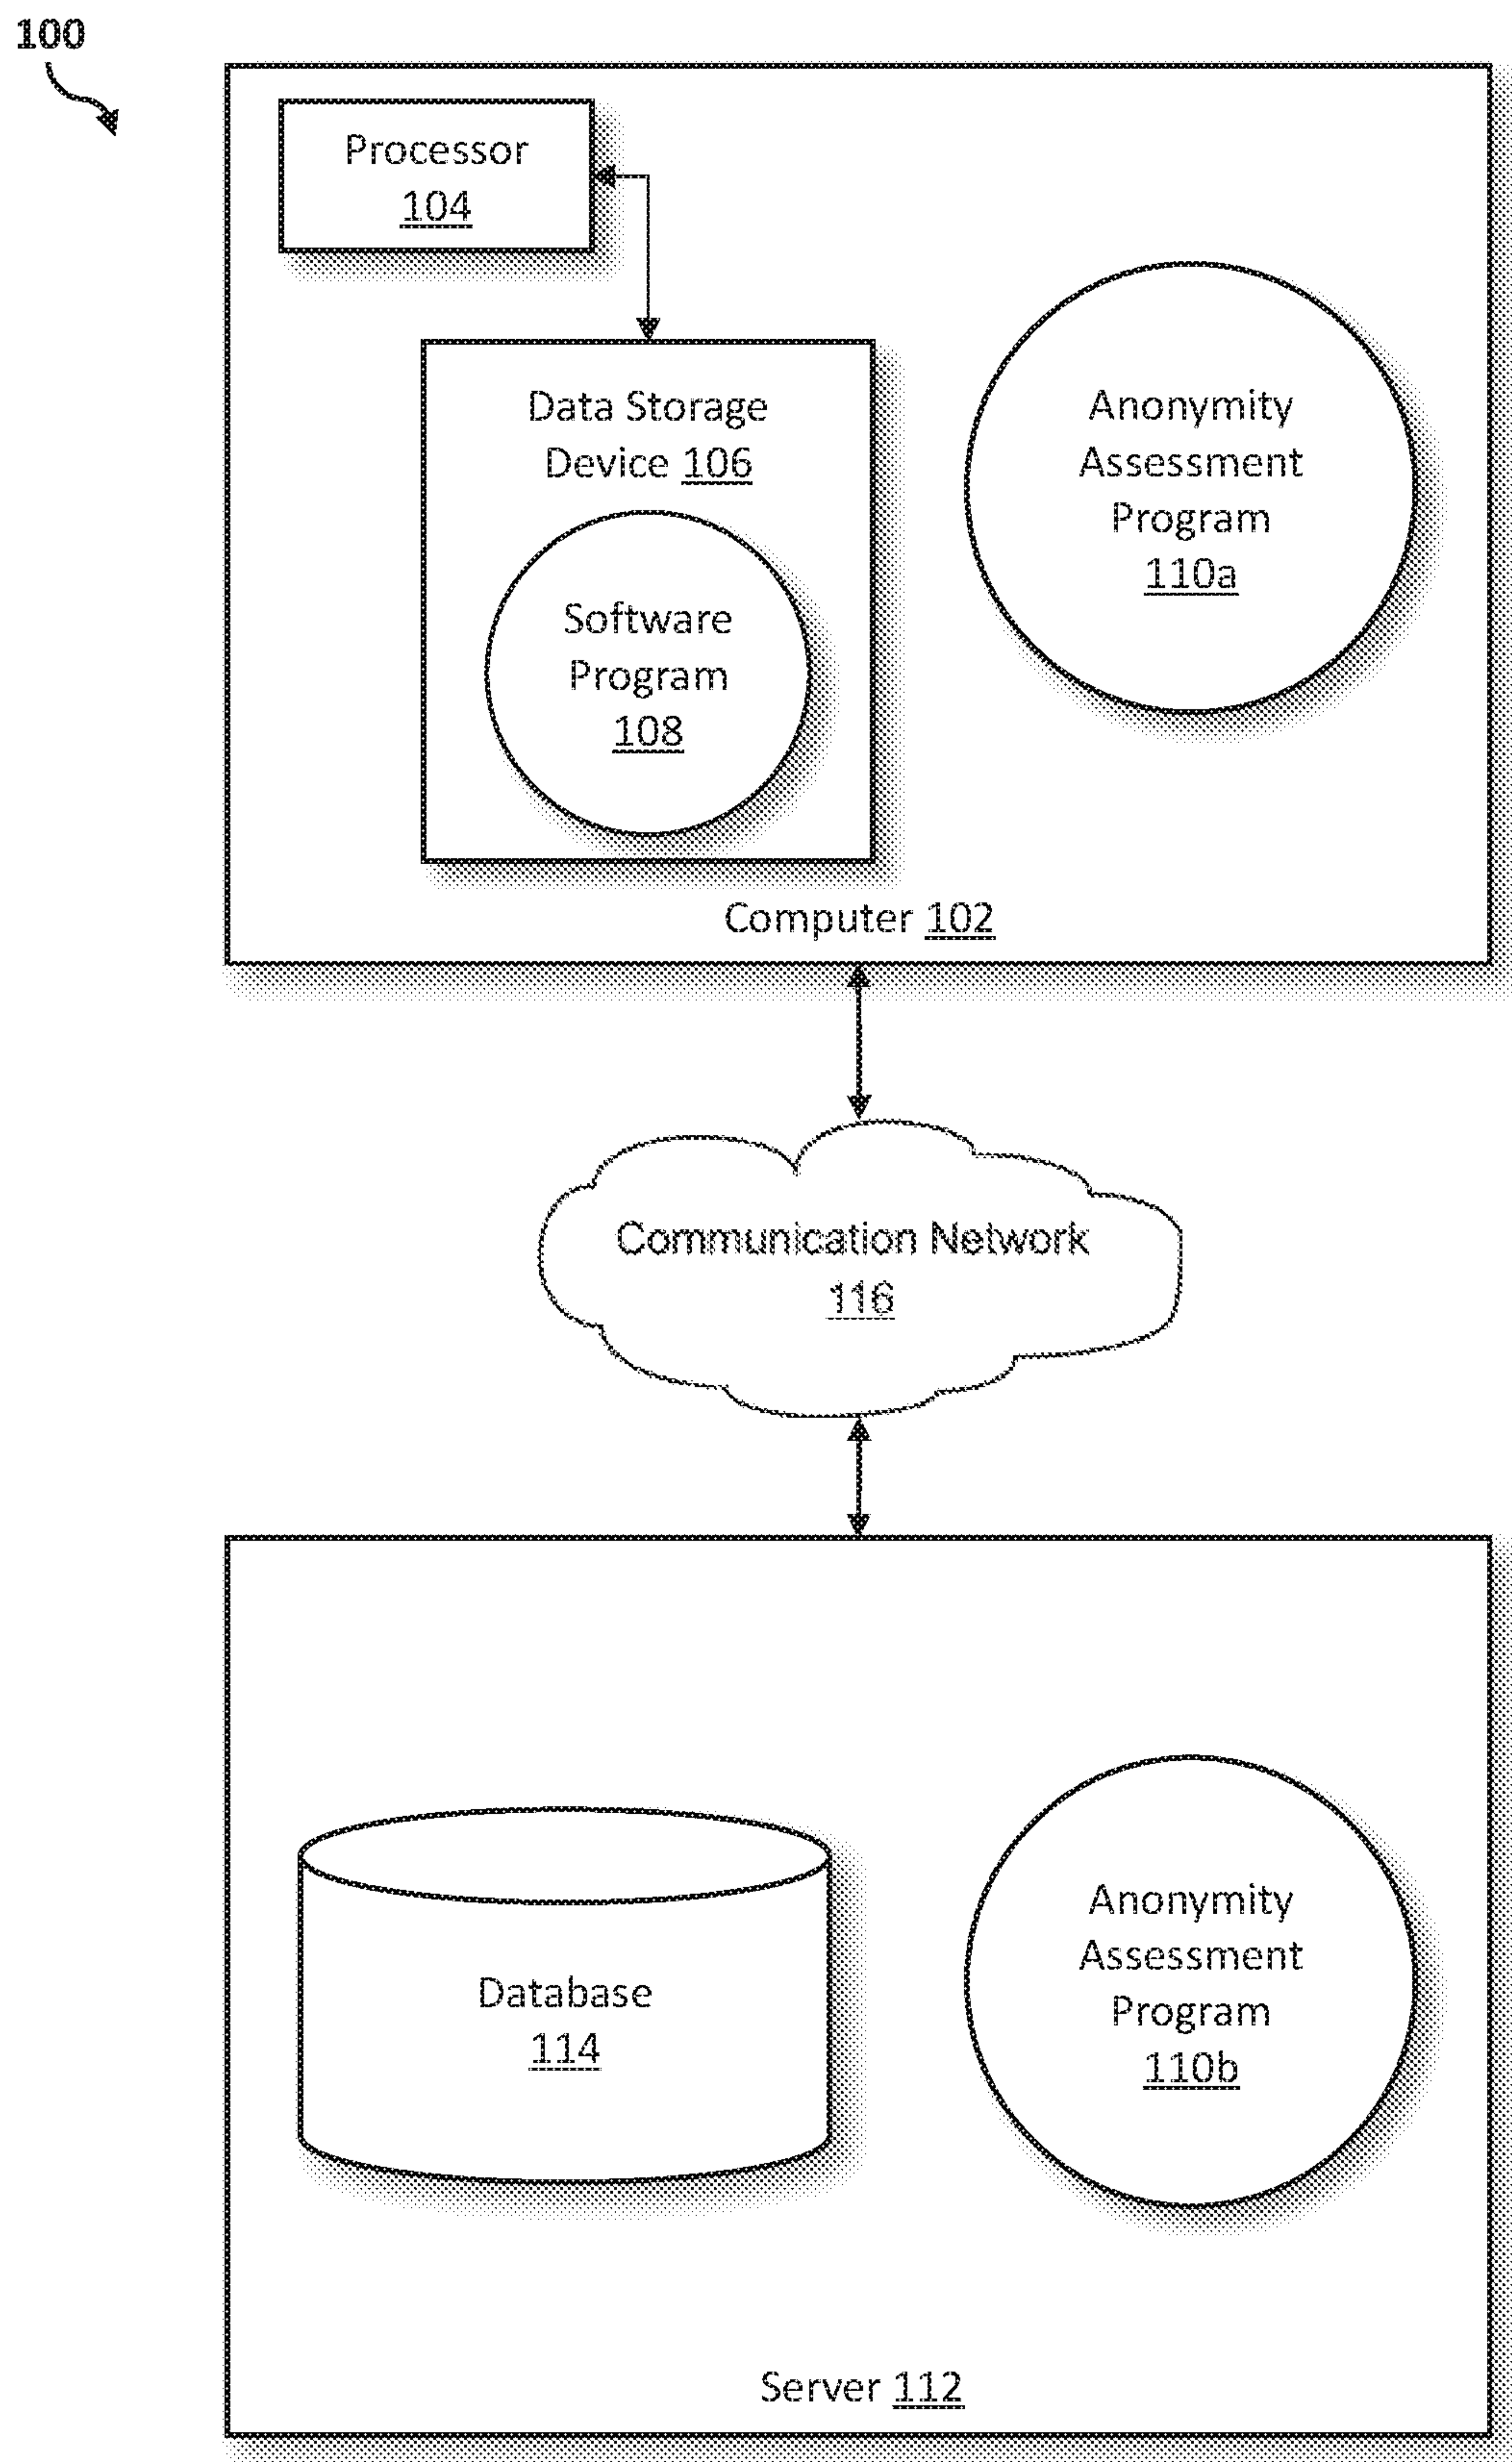 100
Processor
104
Data Storage
Device 106
Software
Program
108
Anonymity
Assessment
Program
110a
Computer 102
Communication Network
116
Database
114
Anonymity
Assessment
Program
110b
Server 112